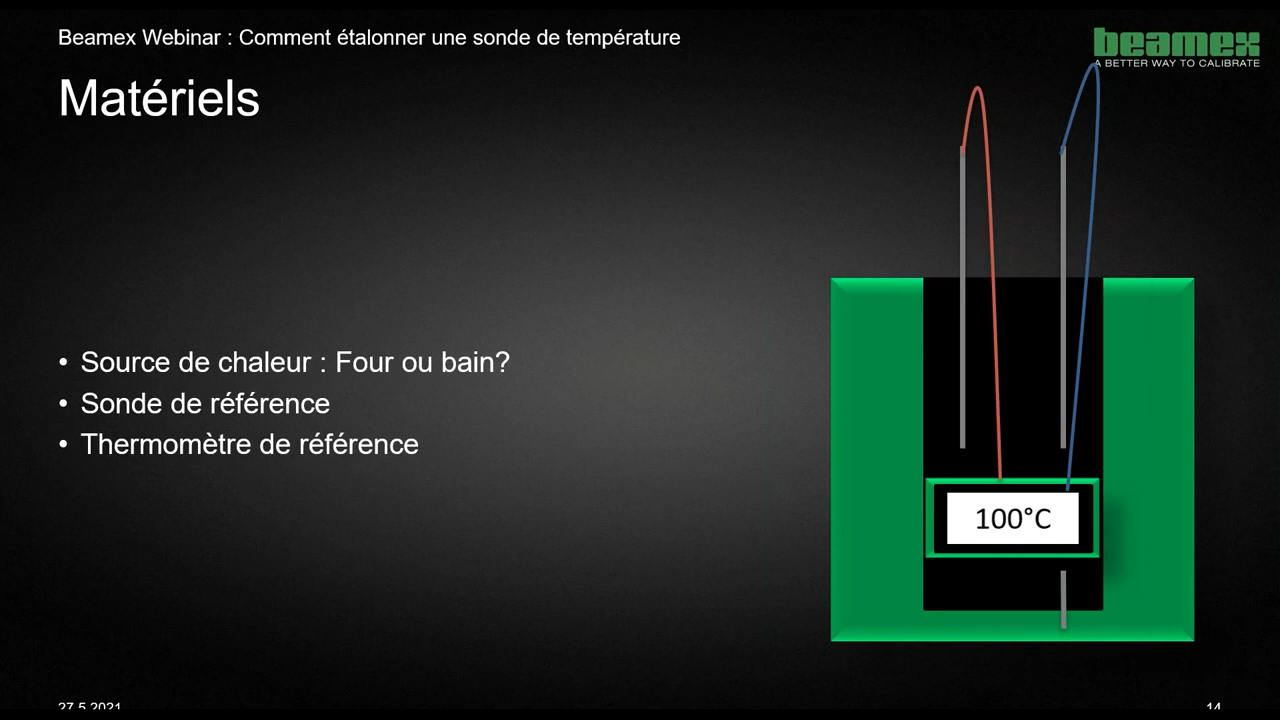 Beamex Webinar : Comment étalonner une sonde de température
beamex
A BETTER WAY TO CALIBRATE
Matériels
• Source de chaleur : Four ou bain?
• Sonde de référence
• Thermomètre de référence
100°C
27.5.2021
14